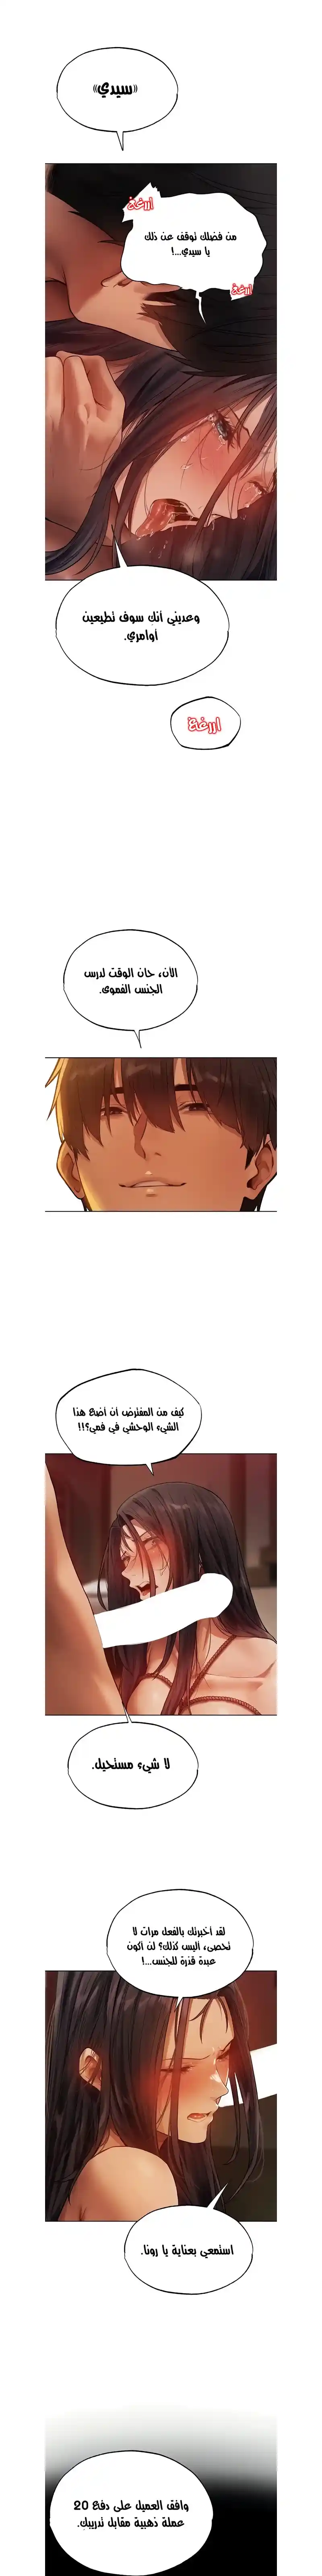 «سيدي»
اررغخ
من فضلك توقف عن ذلك
يا سيدي...!
اررغخ
وعديني أنكِ سوف تطيعين
أوامري.
اررغخ
الآن، حان الوقت لدرس
الجنس الفموي.
كيف من المفترض أن أضع هذا
الشيء الوحشي في فمي؟!!
لا شيء مستحيل.
لقد أخبرتك بالفعل مرات لا
تحصى، أليس كذلك؟ لن أكون
عبدة قذرة للجنس...!
استمعي بعناية يا رونا.
وافق العميل على دفع 20
عملة ذهبية مقابل تدريبكِ.